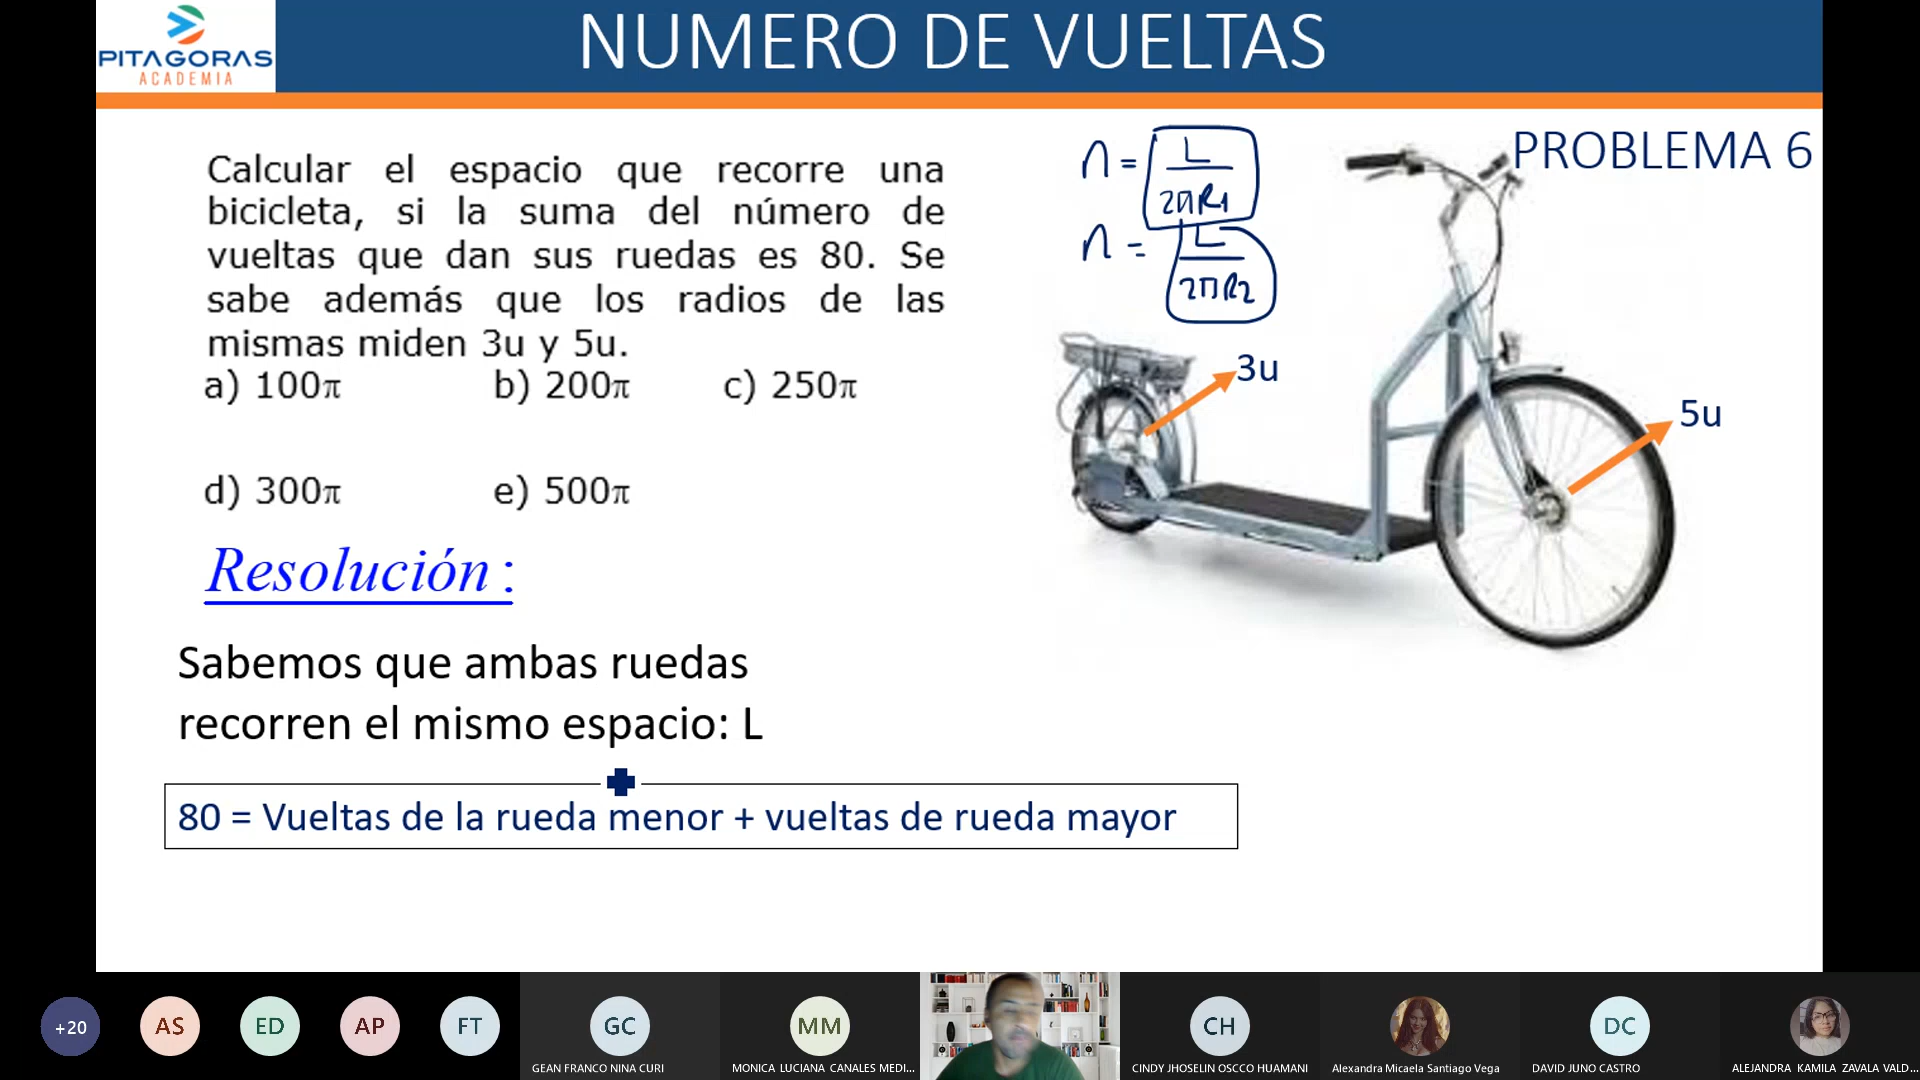 PITAGORAS
ACADEMIA
NUMERO DE VUELTAS
PROBLEMA 6
Calcular el espacio que recorre una
bicicleta, si la suma del número de
vueltas que dan sus ruedas es 80. Se
sabe además que los radios de las
mismas miden 3u y 5u.
a) 100π b) 200π c) 250π
d) 300π e) 500π
n = L
2πR1
n = L
2πR2
3u
5u
Resolución :
Sabemos que ambas ruedas
recorren el mismo espacio: L
80 = Vueltas de la rueda menor + vueltas de rueda mayor
+20
AS
ED
AP
FT
GC
MM
CH
DC
GEAN FRANCO NINA CURI
MONICA LUCIANA CANALES MEDI...
CINDY JHOSELIN OSCCO HUAMANI
Alexandra Micaela Santiago Vega
DAVID JUNO CASTRO
ALEJANDRA KAMILA ZAVALA VALD...